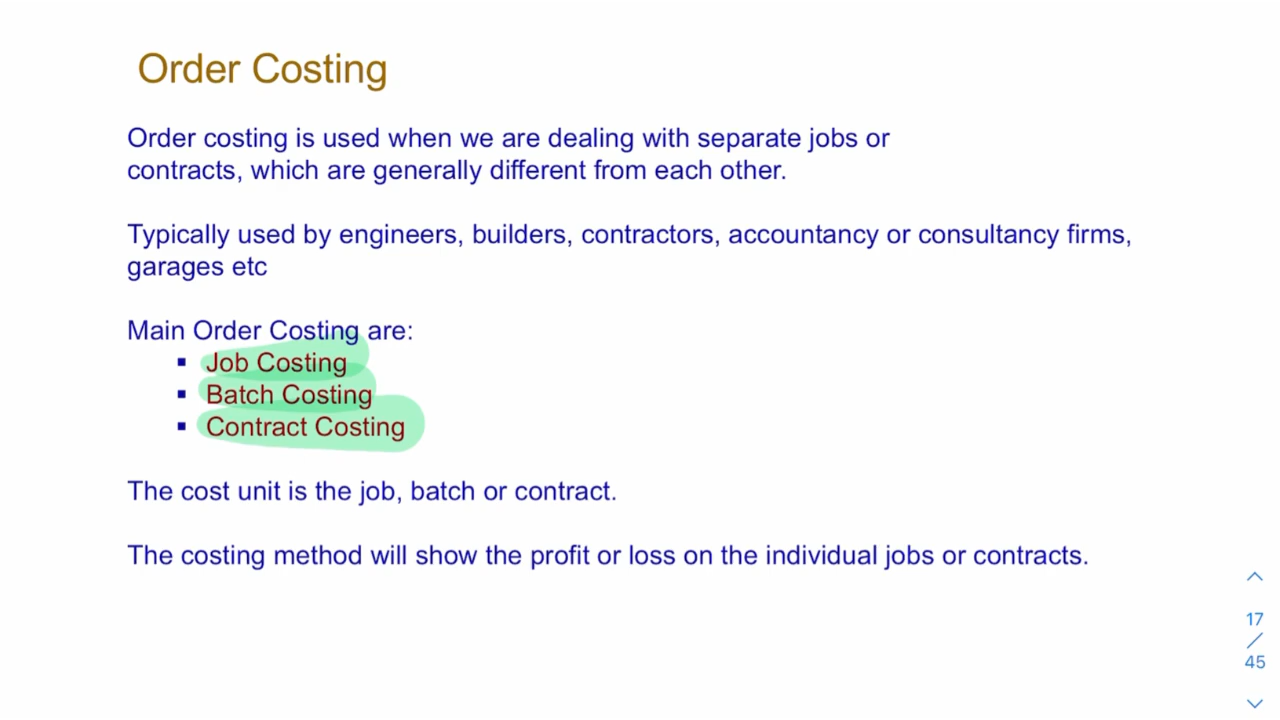 Order Costing
Order costing is used when we are dealing with separate jobs or
contracts, which are generally different from each other.
Typically used by engineers, builders, contractors, accountancy or consultancy firms,
garages etc
Main Order Costing are:
▪ Job Costing
▪ Batch Costing
▪ Contract Costing
The cost unit is the job, batch or contract.
The costing method will show the profit or loss on the individual jobs or contracts.
17
/
45